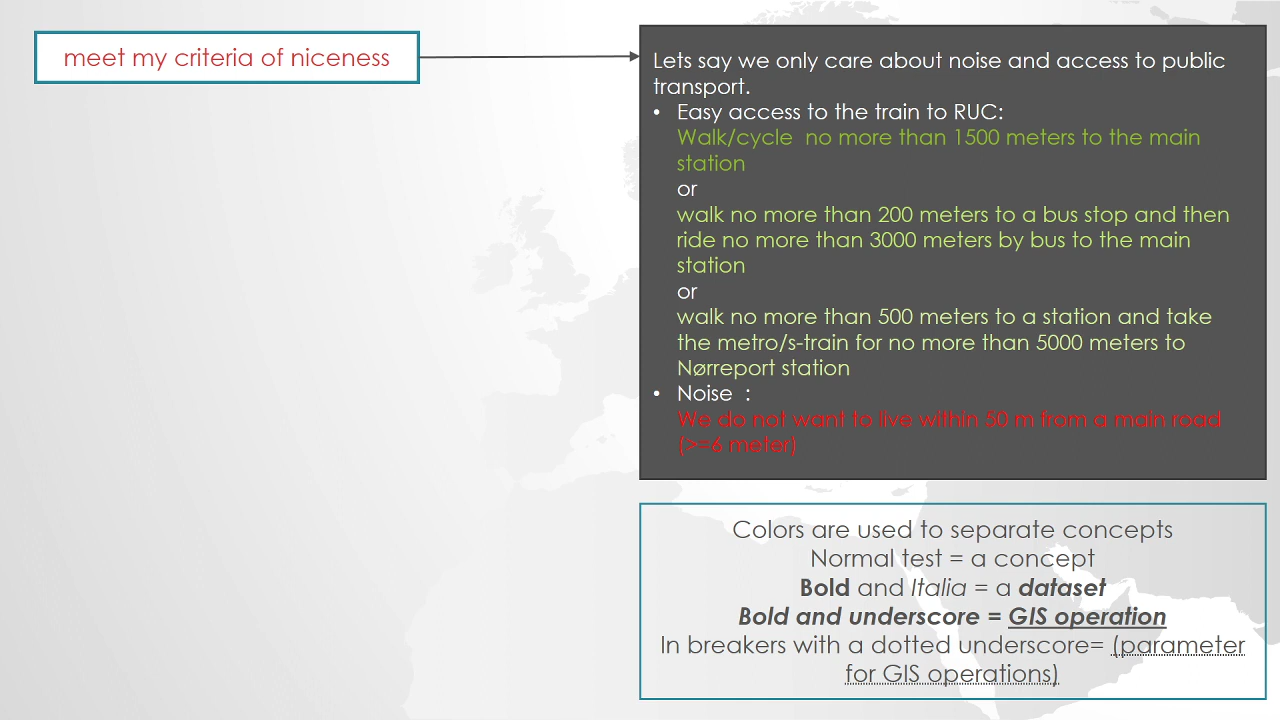 meet my criteria of niceness
Lets say we only care about noise and access to public
transport.
• Easy access to the train to RUC:
Walk/cycle  no more than 1500 meters to the main
station
or
walk no more than 200 meters to a bus stop and then
ride no more than 3000 meters by bus to the main
station
or
walk no more than 500 meters to a station and take
the metro/s-train for no more than 5000 meters to
Nørreport station
• Noise  :
We do not want to live within 50 m from a main road
(>=6 meter)
Colors are used to separate concepts
Normal test = a concept
Bold and Italia = a dataset
Bold and underscore = GIS operation
In breakers with a dotted underscore= (parameter
for GIS operations)